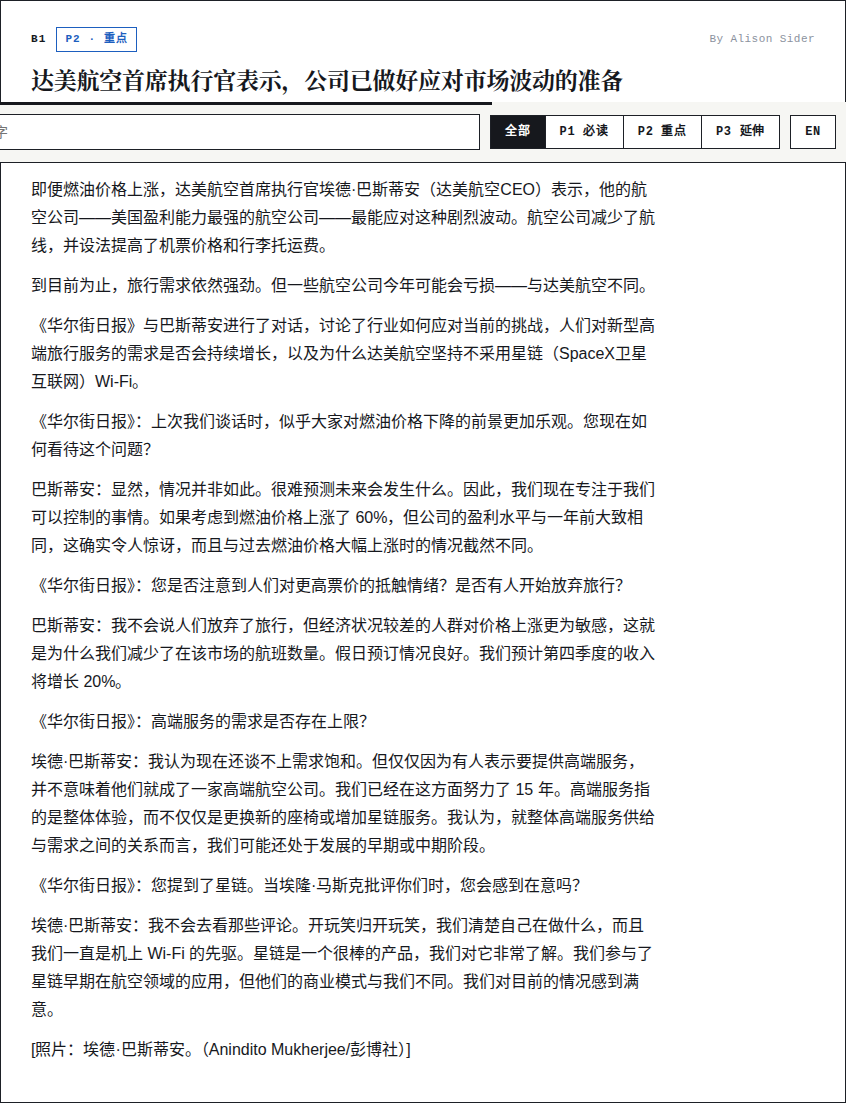 B1 P2 · 重点 By Alison Sider
达美航空首席执行官表示，公司已做好应对市场波动的准备
字 全部 P1 必读 P2 重点 P3 延伸 EN
即便燃油价格上涨，达美航空首席执行官埃德·巴斯蒂安（达美航空CEO）表示，他的航
空公司——美国盈利能力最强的航空公司——最能应对这种剧烈波动。航空公司减少了航
线，并设法提高了机票价格和行李托运费。
到目前为止，旅行需求依然强劲。但一些航空公司今年可能会亏损——与达美航空不同。
《华尔街日报》与巴斯蒂安进行了对话，讨论了行业如何应对当前的挑战，人们对新型高
端旅行服务的需求是否会持续增长，以及为什么达美航空坚持不采用星链（SpaceX卫星
互联网）Wi-Fi。
《华尔街日报》：上次我们谈话时，似乎大家对燃油价格下降的前景更加乐观。您现在如
何看待这个问题？
巴斯蒂安：显然，情况并非如此。很难预测未来会发生什么。因此，我们现在专注于我们
可以控制的事情。如果考虑到燃油价格上涨了 60%，但公司的盈利水平与一年前大致相
同，这确实令人惊讶，而且与过去燃油价格大幅上涨时的情况截然不同。
《华尔街日报》：您是否注意到人们对更高票价的抵触情绪？是否有人开始放弃旅行？
巴斯蒂安：我不会说人们放弃了旅行，但经济状况较差的人群对价格上涨更为敏感，这就
是为什么我们减少了在该市场的航班数量。假日预订情况良好。我们预计第四季度的收入
将增长 20%。
《华尔街日报》：高端服务的需求是否存在上限？
埃德·巴斯蒂安：我认为现在还谈不上需求饱和。但仅仅因为有人表示要提供高端服务，
并不意味着他们就成了一家高端航空公司。我们已经在这方面努力了 15 年。高端服务指
的是整体体验，而不仅仅是更换新的座椅或增加星链服务。我认为，就整体高端服务供给
与需求之间的关系而言，我们可能还处于发展的早期或中期阶段。
《华尔街日报》：您提到了星链。当埃隆·马斯克批评你们时，您会感到在意吗？
埃德·巴斯蒂安：我不会去看那些评论。开玩笑归开玩笑，我们清楚自己在做什么，而且
我们一直是机上 Wi-Fi 的先驱。星链是一个很棒的产品，我们对它非常了解。我们参与了
星链早期在航空领域的应用，但他们的商业模式与我们不同。我们对目前的情况感到满
意。
[照片：埃德·巴斯蒂安。（Anindito Mukherjee/彭博社）]